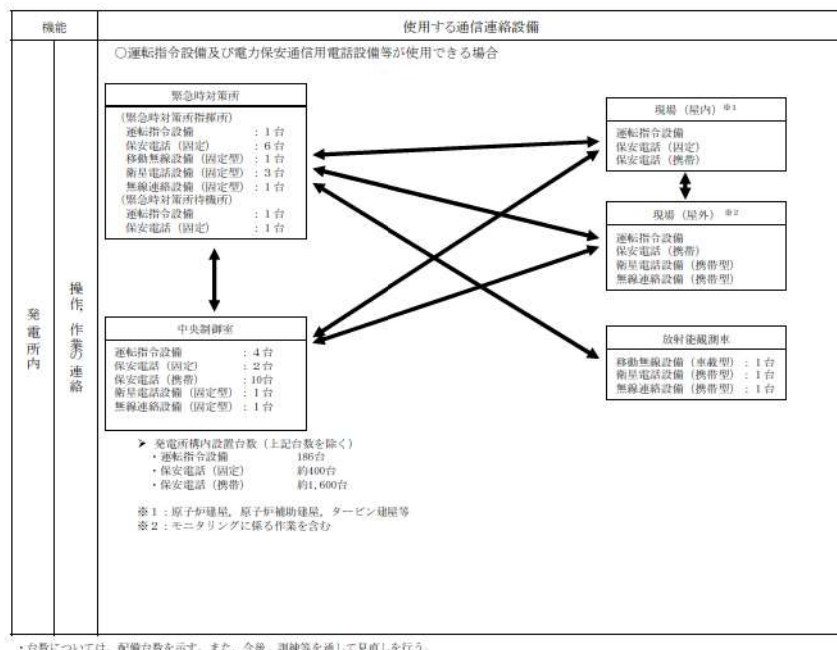 機能
使用する通信連絡設備
発電所内
操作，作業の連絡
○運転指令設備及び電力保安通信用電話設備等が使用できる場合
緊急時対策所
(緊急時対策所指揮所)
運転指令設備 : 1台
保安電話（固定） : 6台
移動無線設備（固定型）: 1台
衛星電話設備（固定型）: 3台
無線連絡設備（固定型）: 1台
(緊急時対策所待機所)
運転指令設備 : 1台
保安電話（固定） : 1台
現場（屋内）※1
運転指令設備
保安電話（固定）
保安電話（携帯）
現場（屋外）※2
運転指令設備
保安電話（携帯）
衛星電話設備（携帯型）
無線連絡設備（携帯型）
中央制御室
運転指令設備 : 4台
保安電話（固定） : 2台
保安電話（携帯） : 10台
衛星電話設備（固定型）: 1台
無線連絡設備（固定型）: 1台
放射能観測車
移動無線設備（車載型）: 1台
衛星電話設備（携帯型）: 1台
無線連絡設備（携帯型）: 1台
➤ 発電所構内設置台数（上記台数を除く）
・運転指令設備 186台
・保安電話（固定） 約400台
・保安電話（携帯） 約1,600台
※1：原子炉建屋，原子炉補助建屋，タービン建屋等
※2：モニタリングに係る作業を含む
・台数については，配備台数を示す。また，今後，訓練等を通して見直しを行う。